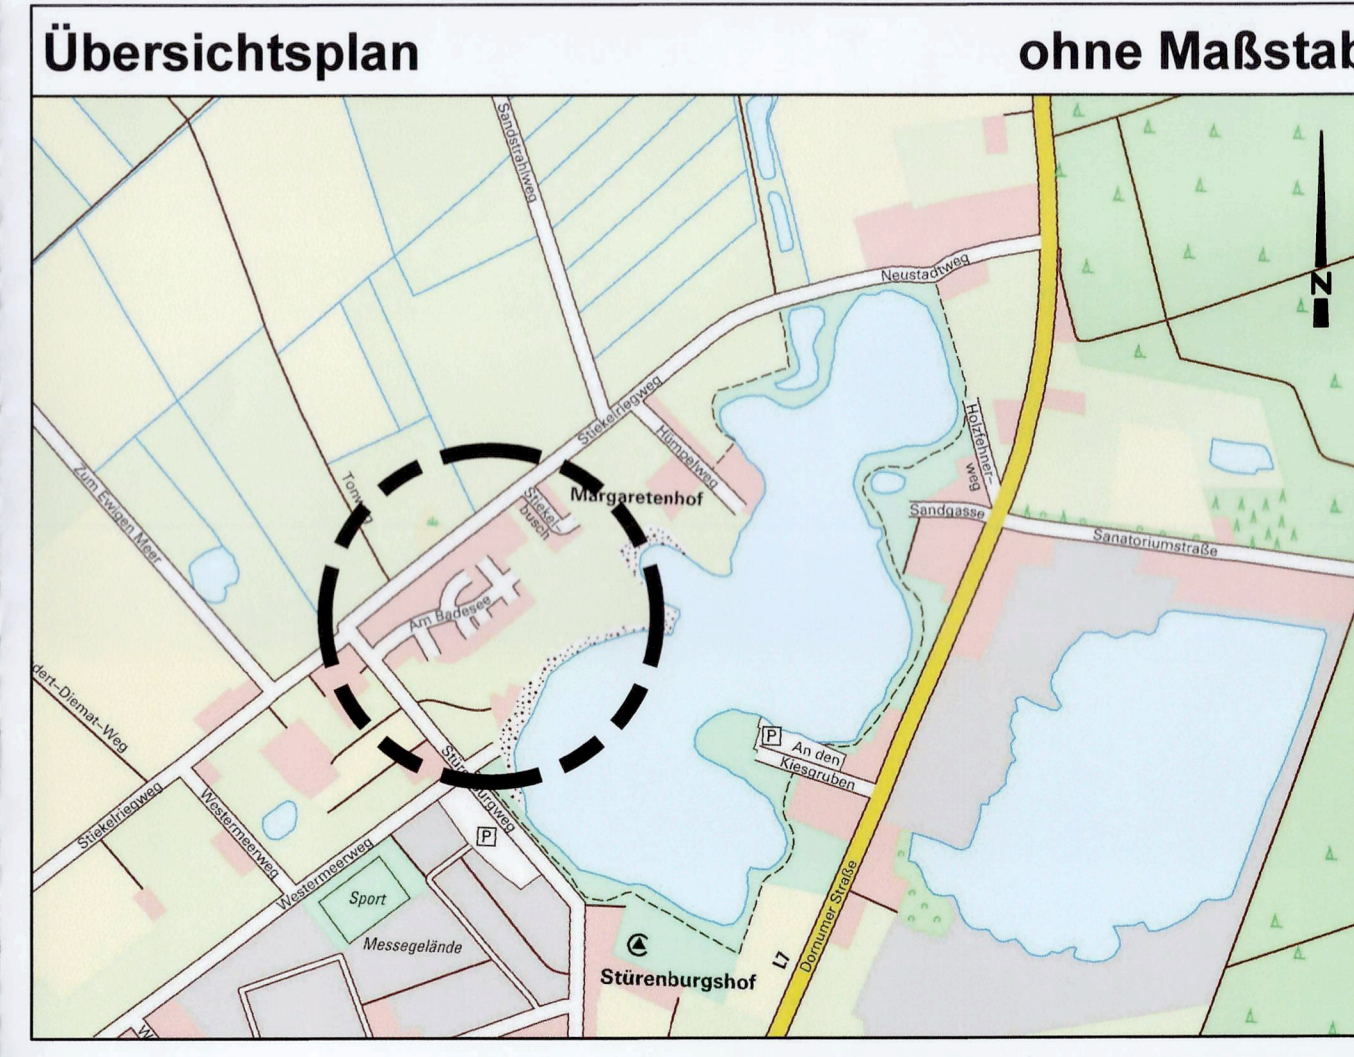 Übersichtsplan
ohne Maßstab
Sandstrahlweg
Neustadtweg
N
Stiekelriegweg
Hümpelweg
Holzfehner-
weg
Zum Ewigen Meer
Margaretenhof
Stiekel-
busch
Sandgasse
Sanatoriumstraße
Am Badesee
dert-Diemat-Weg
P
An den
Kiesgruben
Stiekelriegweg
Westermeerweg
P
Westermeerweg
Sport
Messegelände
Dornumer Straße
L7
Stürenburgshof